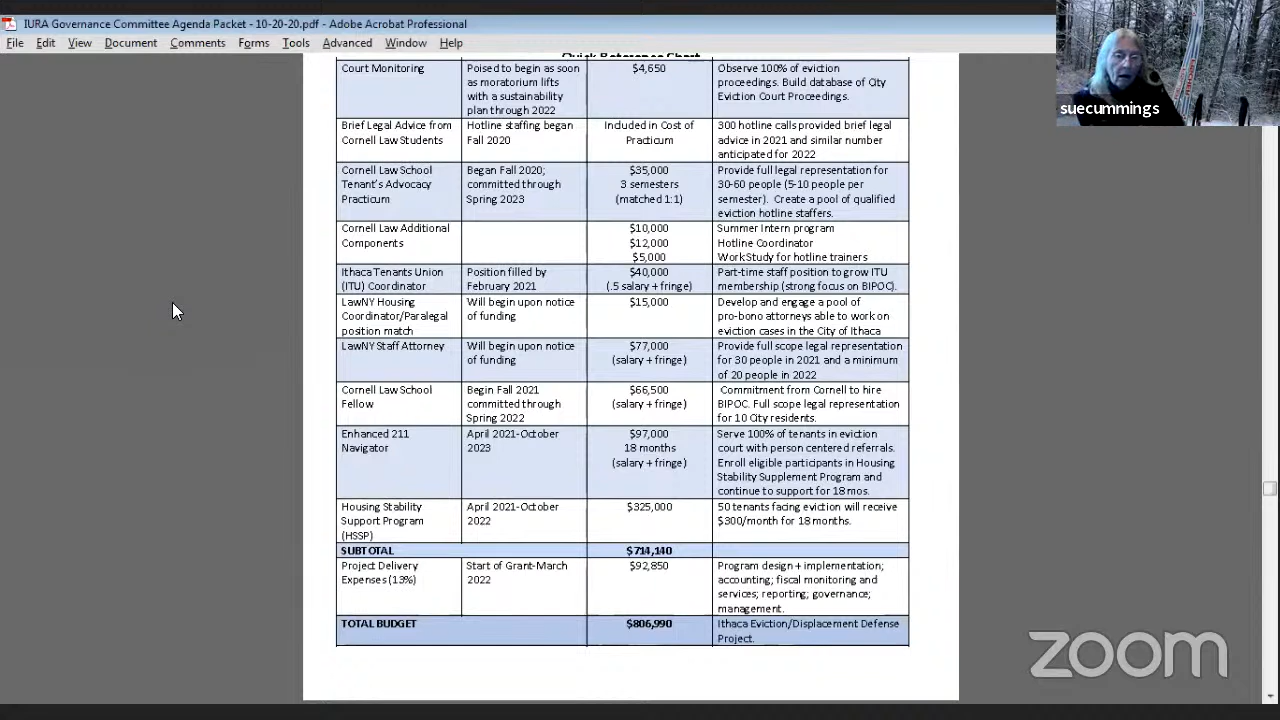 IURA Governance Committee Agenda Packet - 10-20-20.pdf - Adobe Acrobat Professional
File Edit View Document Comments Forms Tools Advanced Window Help
suecummings
Quick Reference Chart
Court Monitoring
Poised to begin as soon
as moratorium lifts
with a sustainability
plan through 2022
$4,650
Observe 100% of eviction
proceedings. Build database of City
Eviction Court Proceedings.
Brief Legal Advice from
Cornell Law Students
Hotline staffing began
Fall 2020
Included in Cost of
Practicum
300 hotline calls provided brief legal
advice in 2021 and similar number
anticipated for 2022
Cornell Law School
Tenant's Advocacy
Practicum
Began Fall 2020;
committed through
Spring 2023
$35,000
3 semesters
(matched 1:1)
Provide full legal representation for
30-60 people (5-10 people per
semester). Create a pool of qualified
eviction hotline staffers.
Cornell Law Additional
Components
$10,000
$12,000
$5,000
Summer Intern program
Hotline Coordinator
WorkStudy for hotline trainers
Ithaca Tenants Union
(ITU) Coordinator
Position filled by
February 2021
$40,000
(.5 salary + fringe)
Part-time staff position to grow ITU
membership (strong focus on BIPOC).
LawNY Housing
Coordinator/Paralegal
position match
Will begin upon notice
of funding
$15,000
Develop and engage a pool of
pro-bono attorneys able to work on
eviction cases in the City of Ithaca
LawNY Staff Attorney
Will begin upon notice
of funding
$77,000
(salary + fringe)
Provide full scope legal representation
for 30 people in 2021 and a minimum
of 20 people in 2022
Cornell Law School
Fellow
Begin Fall 2021
committed through
Spring 2022
$66,500
(salary + fringe)
Commitment from Cornell to hire
BIPOC. Full scope legal representation
for 10 City residents.
Enhanced 211
Navigator
April 2021-October
2023
$97,000
18 months
(salary + fringe)
Serve 100% of tenants in eviction
court with person centered referrals.
Enroll eligible participants in Housing
Stability Supplement Program and
continue to support for 18 mos.
Housing Stability
Support Program
(HSSP)
April 2021-October
2022
$325,000
50 tenants facing eviction will receive
$300/month for 18 months.
SUBTOTAL
$714,140
Project Delivery
Expenses (13%)
Start of Grant-March
2022
$92,850
Program design + implementation;
accounting; fiscal monitoring and
services; reporting; governance;
management.
TOTAL BUDGET
$806,990
Ithaca Eviction/Displacement Defense
Project.
zoom